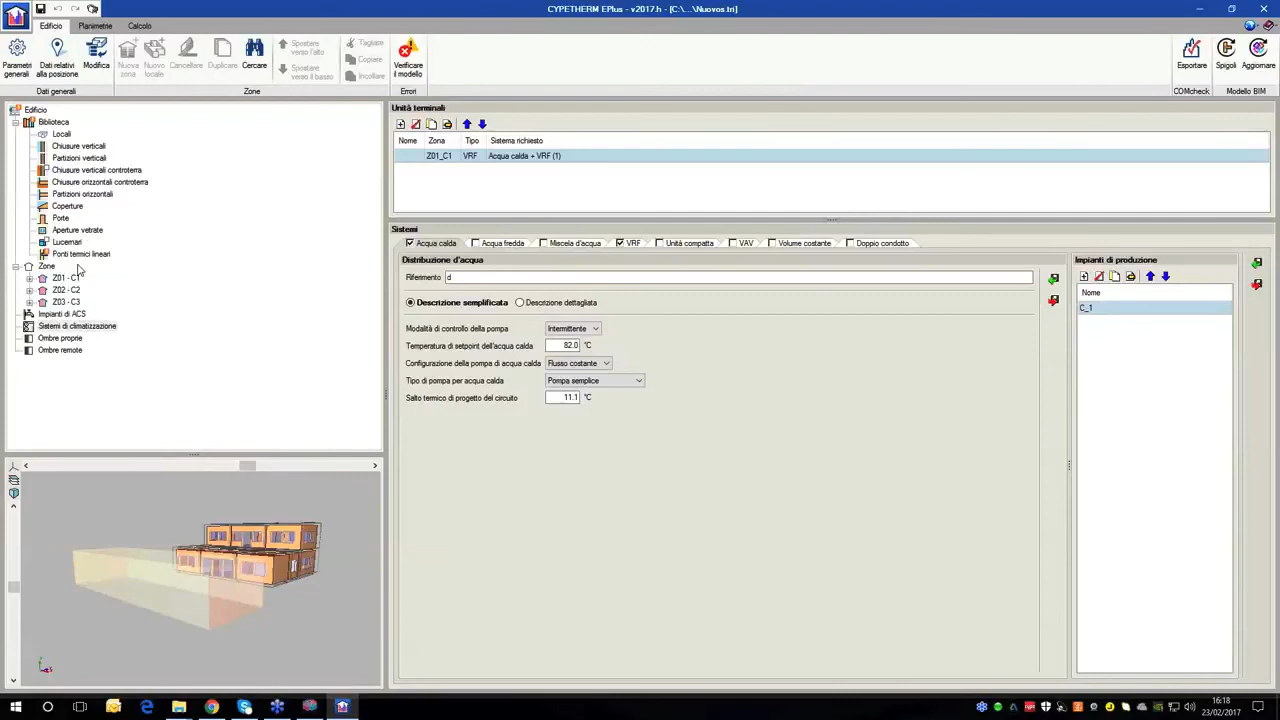 CYPETHERM EPlus - v2017.h - [C:\...\Nuovos.tri]
Edificio Planimetre Calcolo
Parametri generali
Dati relativi alla posizione
Modifica
Nuova zona
Nuovo locale
Cancellare
Duplicare
Cercare
Spostare verso l'alto
Spostare verso il basso
Tagliare
Copiare
Incollare
Verificare il modello
Esportare
Spigoli
Aggiornare
Dati generali Zone Errori COMcheck Modello BIM
Edificio
Biblioteca
Locali
Chiusure verticali
Partizioni verticali
Chiusure verticali controterra
Chiusure orizzontali controterra
Partizioni orizzontali
Coperture
Porte
Aperture vetrate
Lucernari
Ponti termici lineari
Zone
Z01 - C1
Z02 - C2
Z03 - C3
Impianti di ACS
Sistemi di climatizzazione
Ombre proprie
Ombre remote
Unità terminali
Nome Zona Tipo Sistema richiesto
Z01_C1 VRF Acqua calda + VRF (1)
Sistemi
Acqua calda Acqua fredda Miscela d'acqua VRF Unità compatta VAV Volume costante Doppio condotto
Distribuzione d'acqua
Riferimento d
Descrizione semplificata Descrizione dettagliata
Modalità di controllo della pompa Intermittente
Temperatura di setpoint dell'acqua calda 82.0 °C
Configurazione della pompa di acqua calda Flusso costante
Tipo di pompa per acqua calda Pompa semplice
Salto termico di progetto del circuito 11.1 °C
Impianti di produzione
Nome
C_1
16:18
23/02/2017